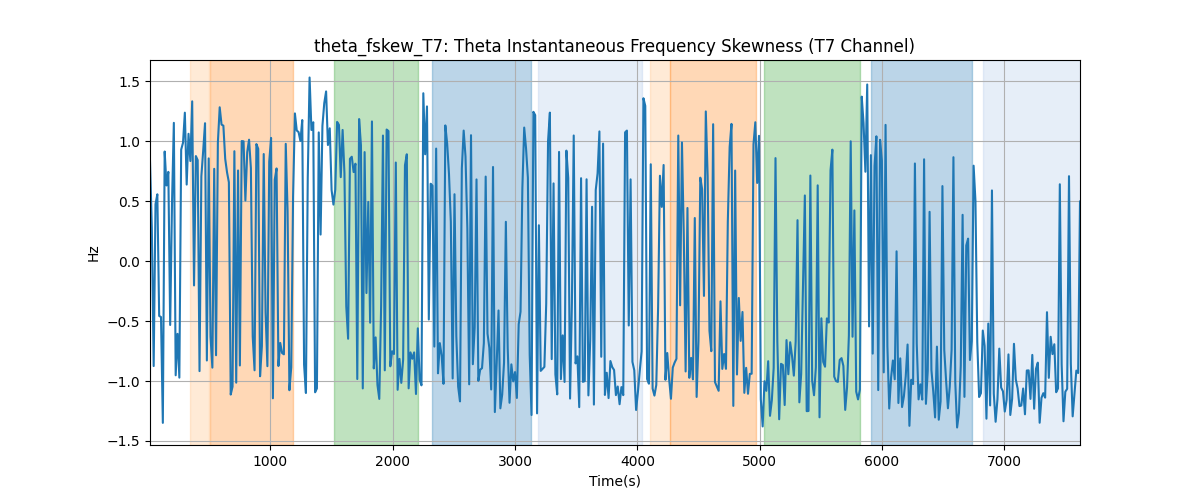 theta_fskew_T7: Theta Instantaneous Frequency Skewness (T7 Channel)
1.5
1.0
0.5
0.0
−0.5
−1.0
−1.5
Hz
1000 2000 3000 4000 5000 6000 7000
Time(s)